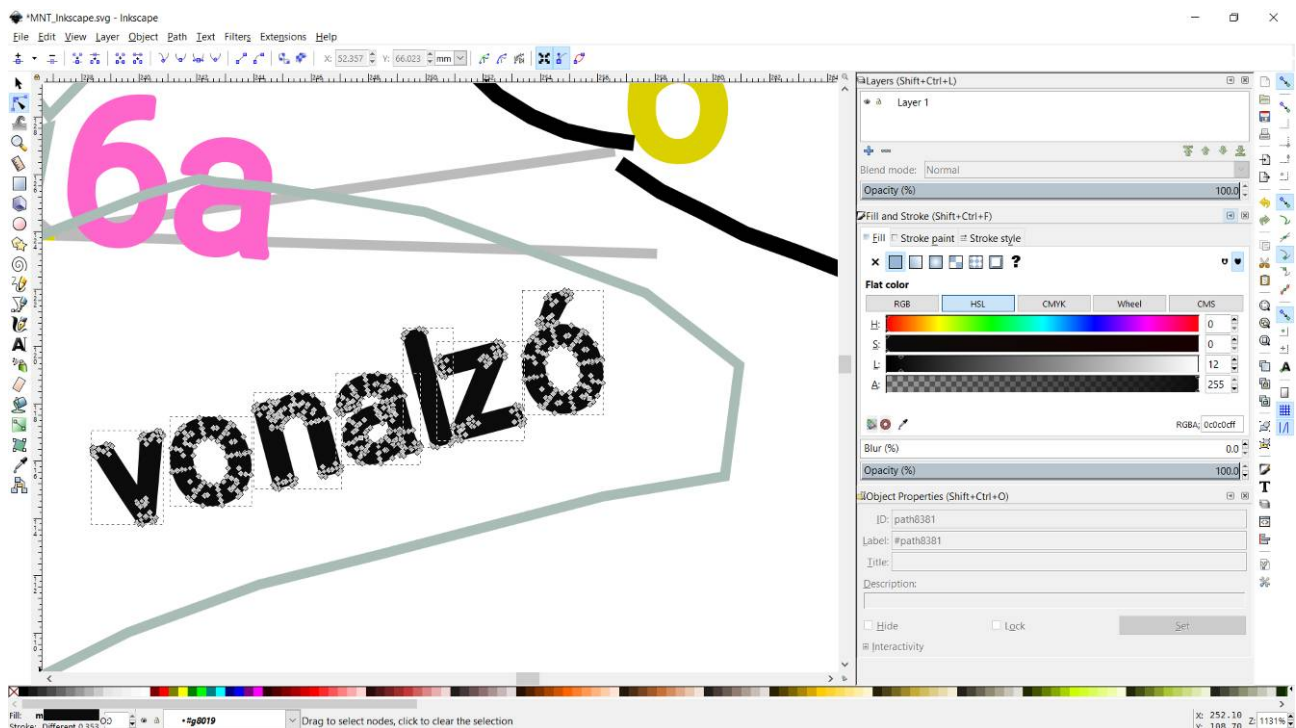 *MNT_Inkscape.svg - Inkscape
File Edit View Layer Object Path Text Filters Extensions Help
X: 52.357 Y: 66.023 mm
Layers (Shift+Ctrl+L)
Layer 1
Blend mode: Normal
Opacity (%) 100.0
Fill and Stroke (Shift+Ctrl+F)
Fill Stroke paint Stroke style
?
Flat color
RGB HSL CMYK Wheel CMS
H: 0
S: 0
L: 12
A: 255
RGBA: 0c0c0cff
Blur (%) 0.0
Opacity (%) 100.0
Object Properties (Shift+Ctrl+O)
ID: path8381
Label: #path8381
Title:
Description:
Hide Lock Set
Interactivity
6a
o
vonalzó
Fill: m
Stroke: Different 0.353
•#g8019
Drag to select nodes, click to clear the selection
X: 252.10
Y: 108.70
Z: 1131%